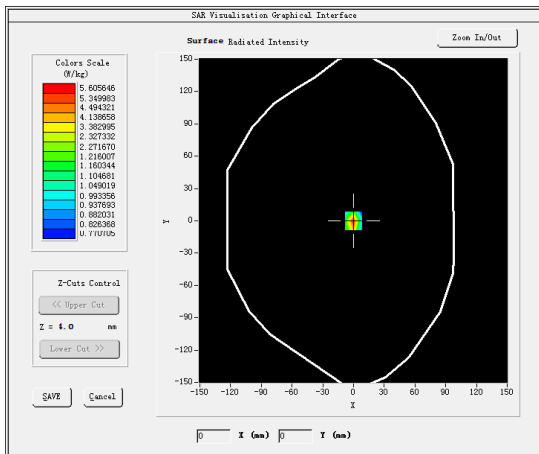 SAR Visualisation Graphical Interface
Surface Radiated Intensity
Zoom In/Out
Colors Scale
(W/kg)
5.605646
5.349983
4.494321
4.138658
3.382995
2.327332
2.271670
1.216007
1.160344
1.104681
1.049019
0.993356
0.937693
0.882031
0.826368
0.770705
Z-Cuts Control
<< Upper Cut
Z = 4.0 mm
Lower Cut >>
SAVE Cancel
150
120
90
60
30
0
-30
-60
-90
-120
-150
Y
-150 -120 -90 -60 -30 0 30 60 90 120 150
X
0 X (mm) 0 Y (mm)